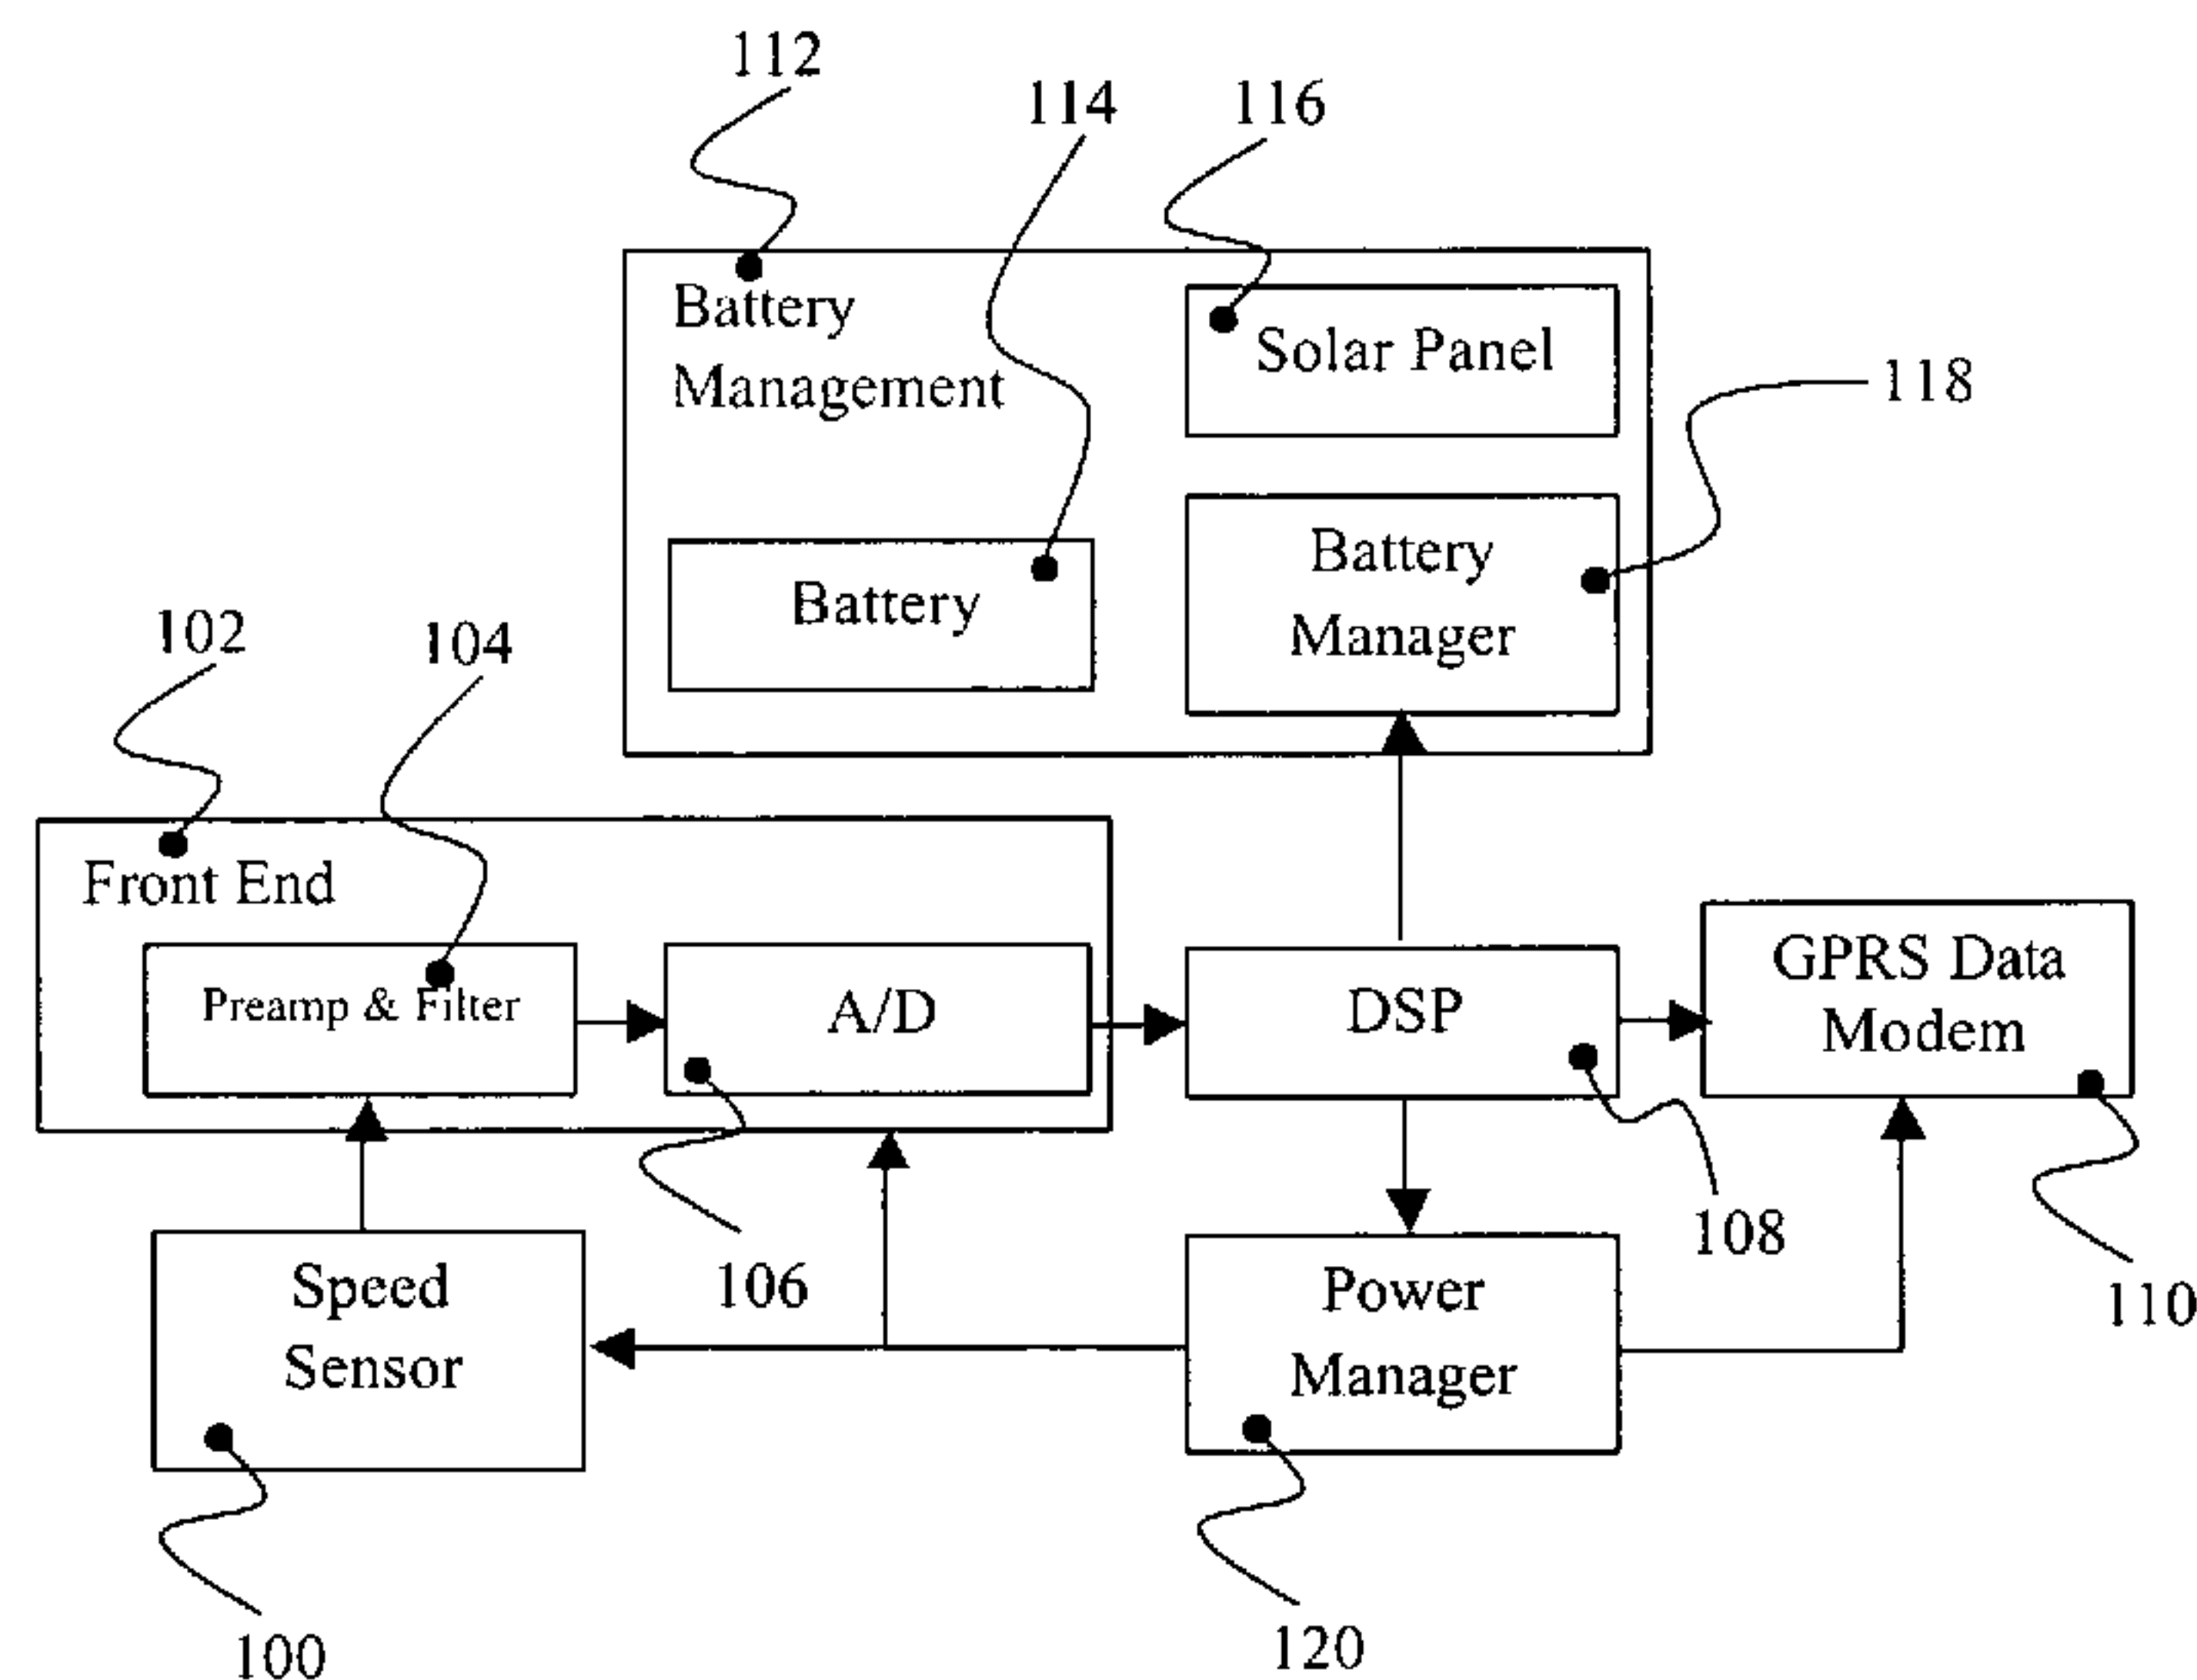 112
114
116
Battery
Management
Solar Panel
118
Battery
Manager
Battery
102
104
Front End
Preamp & Filter
A/D
DSP
GPRS Data
Modem
108
110
Speed
Sensor
106
Power
Manager
100
120